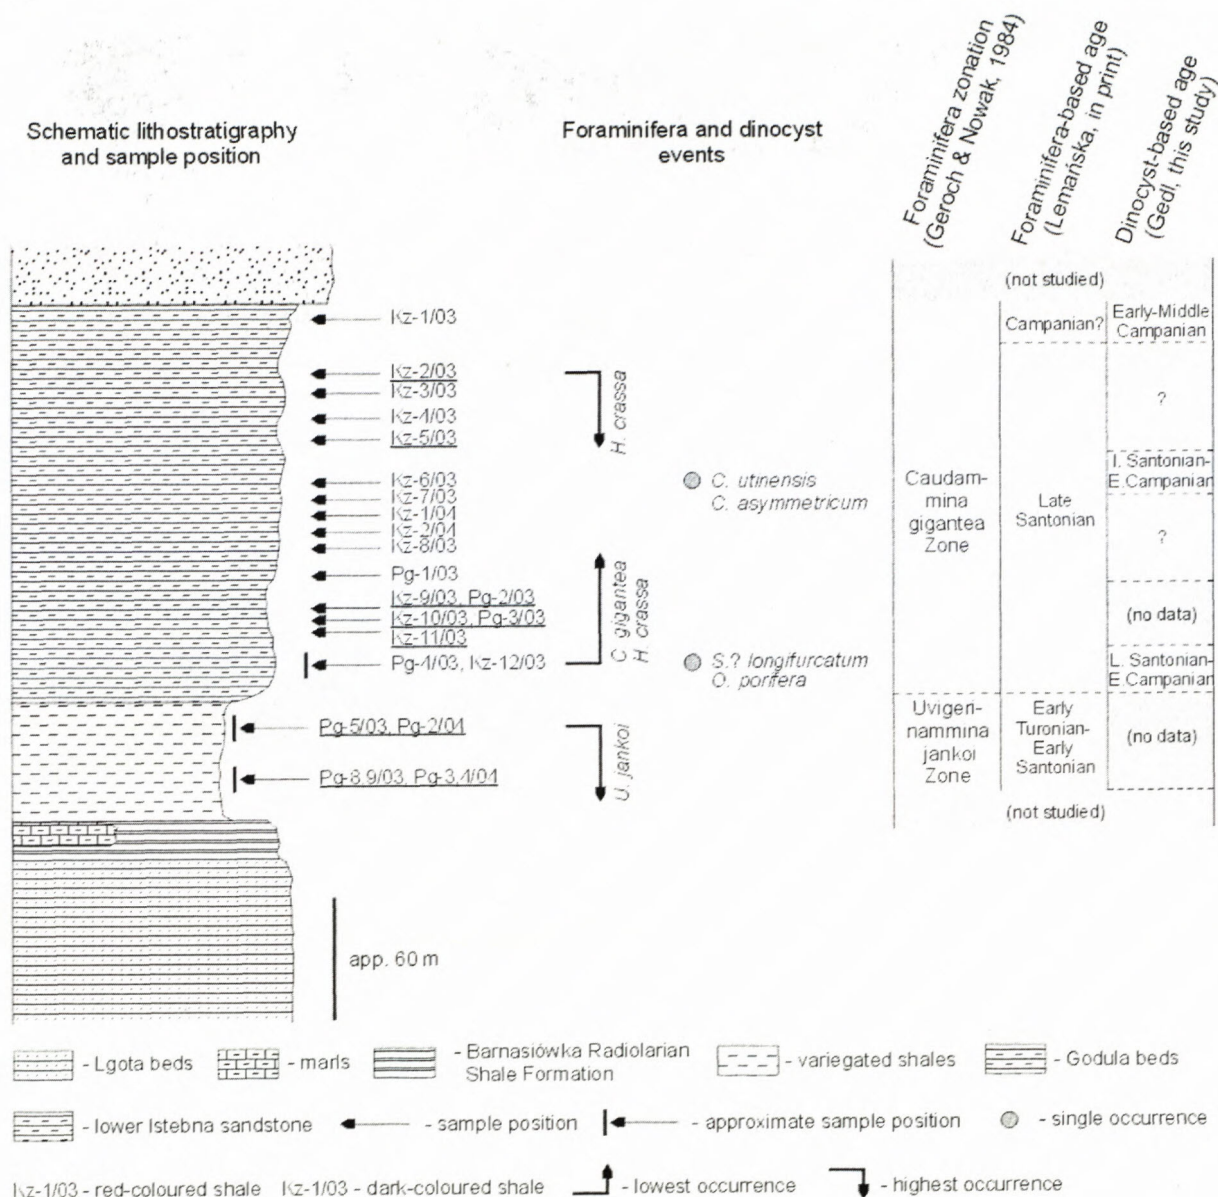 Schematic lithostratigraphy
and sample position
Foraminifera and dinocyst
events
Foraminifera zonation
(Geroch & Nowak, 1984)
Foraminifera-based age
(Lemańska, in print)
Dinocyst-based age
(Gedl, this study)
Kz-1/03
Kz-2/03
Kz-3/03
Kz-4/03
Kz-5/03
Kz-6/03
Kz-7/03
Kz-1/04
Kz-2/04
Kz-8/03
Pg-1/03
Kz-9/03, Pg-2/03
Kz-10/03, Pg-3/03
Kz-11/03
Pg-4/03, Kz-12/03
Pg-5/03, Pg-2/04
Pg-8,9/03, Pg-3,4/04
H. crassa
C. utinensis
C. asymmetricum
C. gigantea
H. crassa
S.? longifurcatum
O. porifera
U. jankoi
(not studied)
Campanian?
Early-Middle
Campanian
?
l. Santonian-
E.Campanian
Caudam-
mina
gigantea
Zone
Late
Santonian
?
(no data)
L. Santonian-
E.Campanian
Uvigeri-
nammina
jankoi
Zone
Early
Turonian-
Early
Santonian
(no data)
(not studied)
app. 60 m
- Lgota beds
- marls
- Barnasiówka Radiolarian
Shale Formation
- variegated shales
- Godula beds
- lower Istebna sandstone
- sample position
- approximate sample position
- single occurrence
Kz-1/03 - red-coloured shale
Kz-1/03 - dark-coloured shale
- lowest occurrence
- highest occurrence